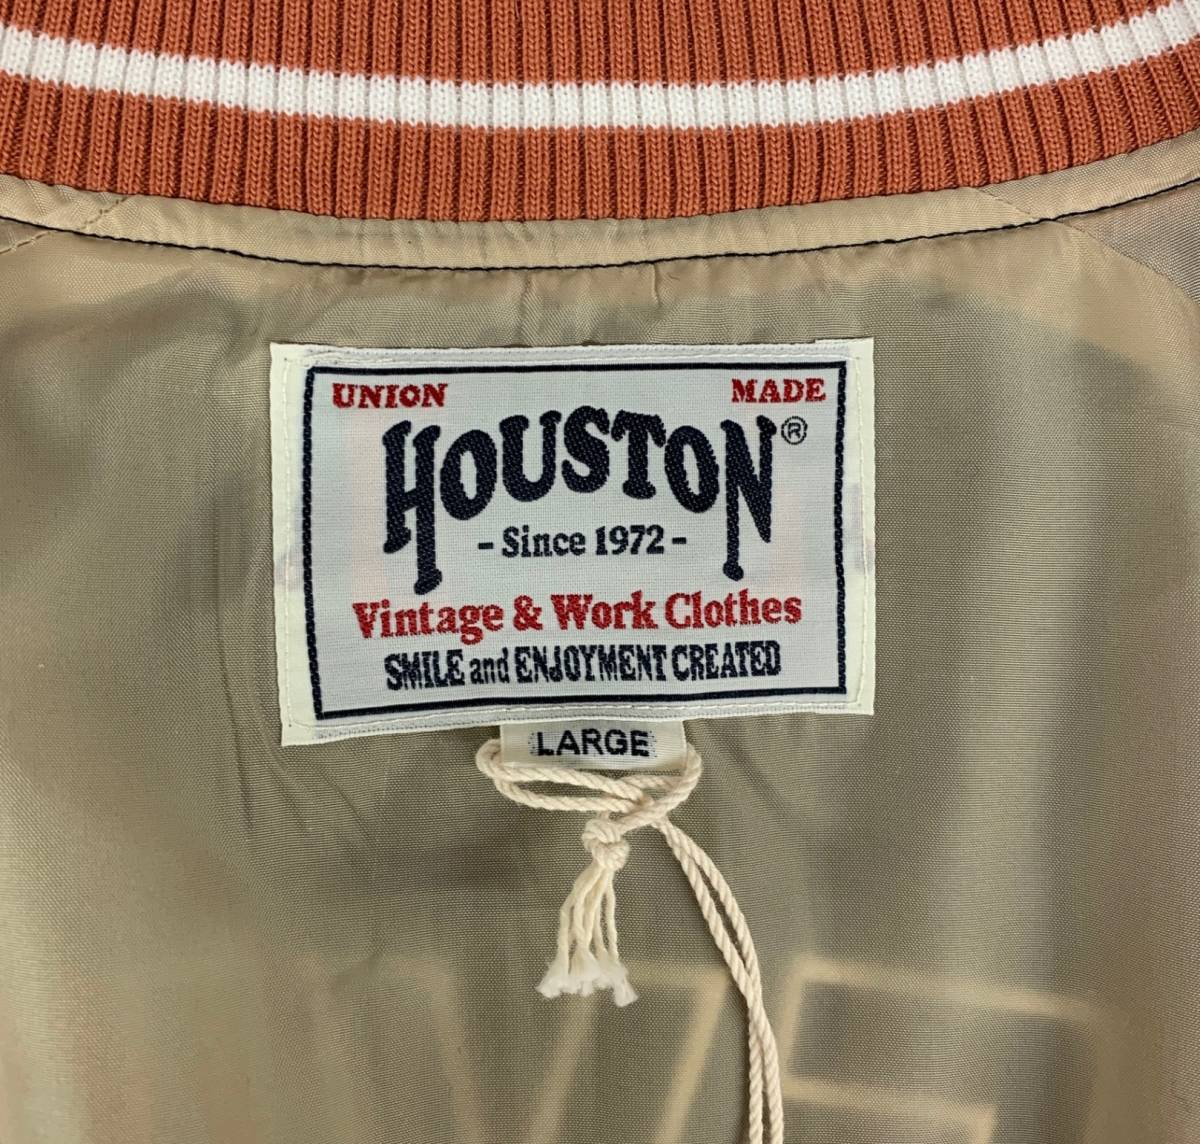 UNION MADE
HOUSTON®
- Since 1972 -
Vintage & Work Clothes
SMILE and ENJOYMENT CREATED
LARGE